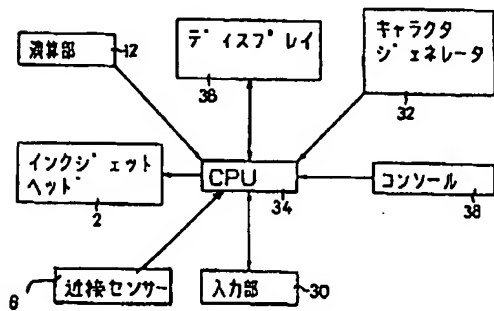 演算部
12
ディスプレイ
36
キャラクタ
ジェネレータ
32
インクジェット
ヘッド
2
CPU
34
コンソール
38
近接センサー
6
入力部
30